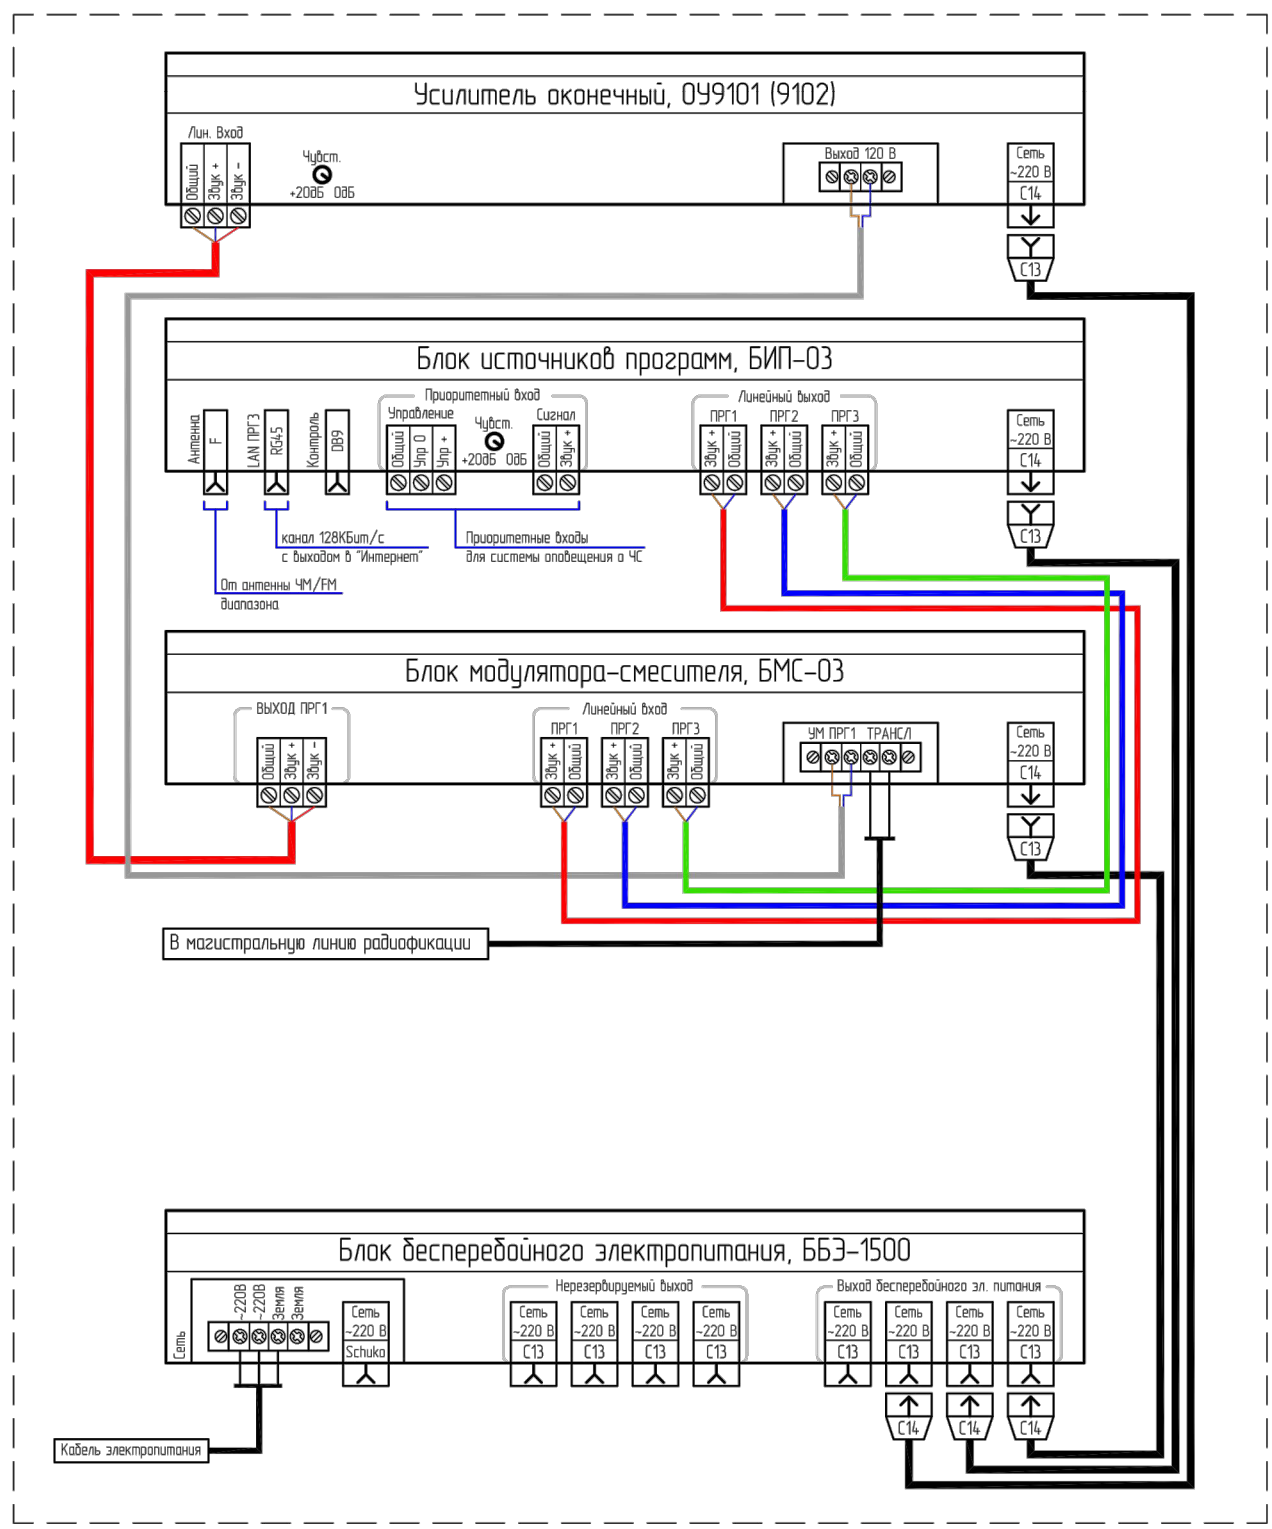 Усилитель оконечный, ОУ9101 (9102)
Лин. Вход
Общий
Звук +
Звук -
Чувст.
+20дБ 0дБ
Выход 120 В
Сеть
~220 В
С14
С13
Блок источников программ, БИП-03
Антенна
F
LAN ПРГ3
RG45
Контроль
DB9
Приоритетный вход
Управление
Общий
Упр 0
Упр +
Чувст.
+20дБ 0дБ
Сигнал
Общий
Звук +
Линейный выход
ПРГ1
ПРГ2
ПРГ3
Звук +
Общий
Звук +
Общий
Звук +
Общий
Сеть
~220 В
С14
С13
канал 128КБит/с
с выходом в "Интернет"
Приоритетные входы
для системы оповещения о ЧС
От антенны ЧМ/FM
диапазона
Блок модулятора-смесителя, БМС-03
ВЫХОД ПРГ1
Общий
Звук +
Звук -
Линейный вход
ПРГ1
ПРГ2
ПРГ3
Звук +
Общий
Звук +
Общий
Звук +
Общий
УМ ПРГ1 ТРАНСЛ
Сеть
~220 В
С14
С13
В магистральную линию радиофикации
Блок бесперебойного электропитания, ББЭ-1500
Сеть
~220В
~220В
Земля
Земля
Сеть
~220 В
Schuko
Нерезервируемый выход
Сеть
~220 В
С13
Сеть
~220 В
С13
Сеть
~220 В
С13
Сеть
~220 В
С13
Выход бесперебойного эл. питания
Сеть
~220 В
С13
Сеть
~220 В
С13
Сеть
~220 В
С13
Сеть
~220 В
С13
С14
С14
С14
Кабель электропитания